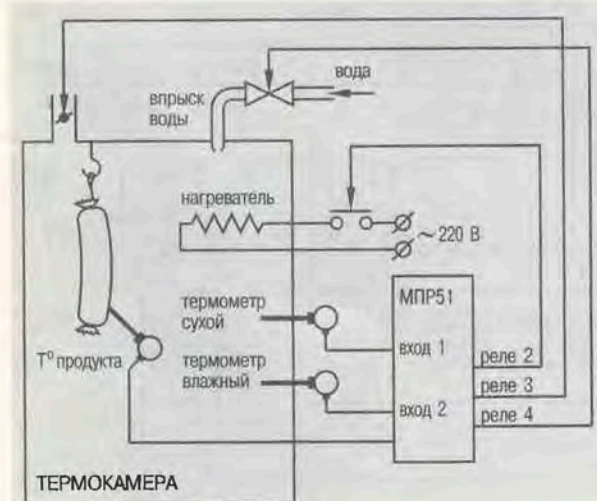 вода
впрыск
воды
нагреватель
~ 220 В
МПР51
термометр
сухой
вход 1
реле 2
T° продукта
термометр
влажный
реле 3
вход 2
реле 4
ТЕРМОКАМЕРА